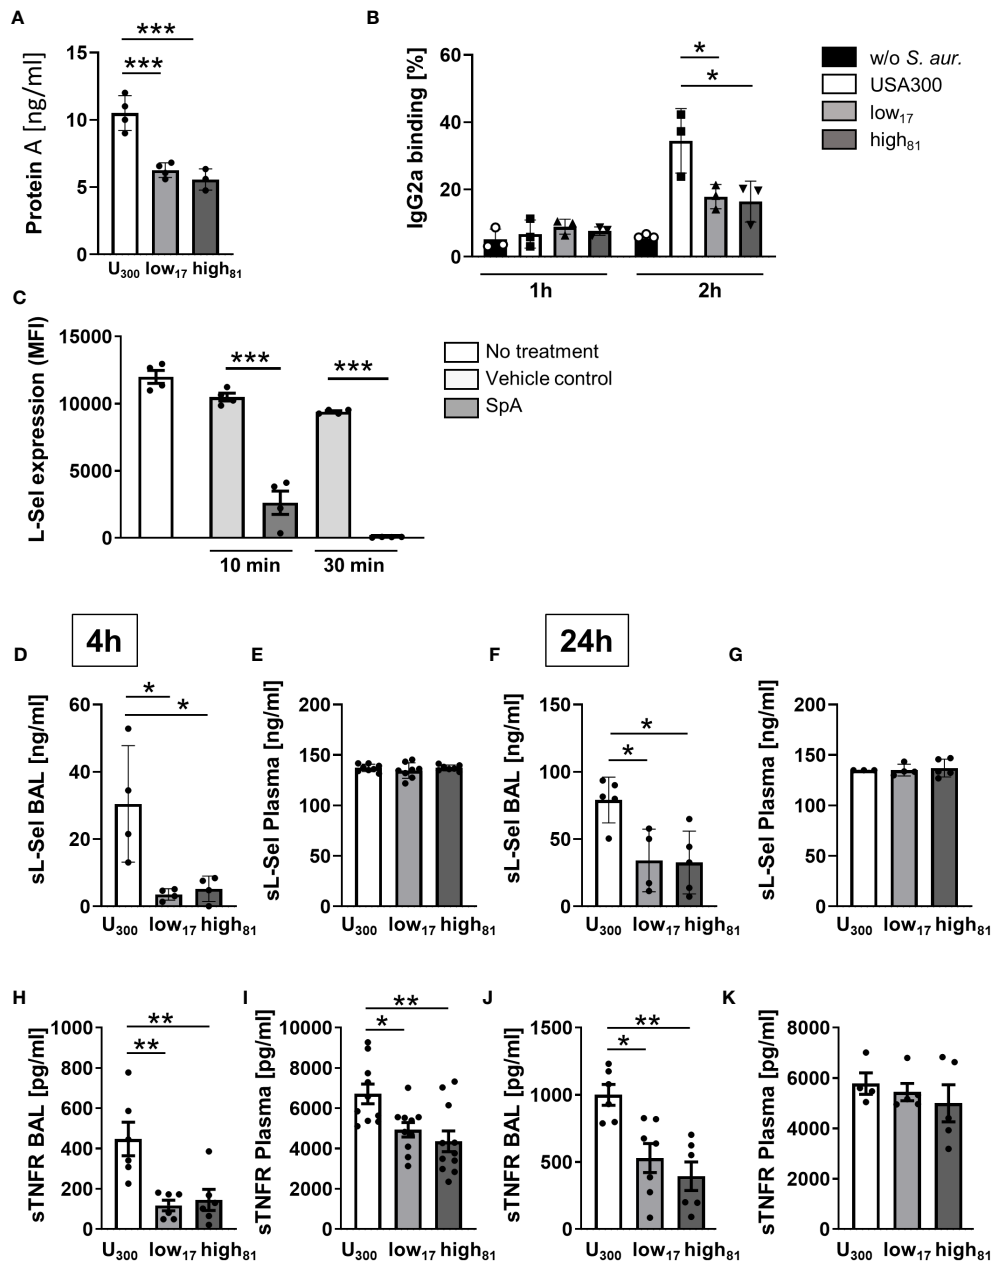 A
Protein A [ng/ml]
15
10
5
0
***
***
U300 low17 high81
B
IgG2a binding [%]
60
40
20
0
*
*
1h 2h
w/o S. aur.
USA300
low17
high81
C
L-Sel expression (MFI)
15000
10000
5000
0
***
***
10 min 30 min
No treatment
Vehicle control
SpA
4h
24h
D
sL-Sel BAL [ng/ml]
60
40
20
0
*
*
U300 low17 high81
E
sL-Sel Plasma [ng/ml]
200
150
100
50
0
U300 low17 high81
F
sL-Sel BAL [ng/ml]
150
100
50
0
*
*
U300 low17 high81
G
sL-Sel Plasma [ng/ml]
200
150
100
50
0
U300 low17 high81
H
sTNFR BAL [pg/ml]
1000
800
600
400
200
0
**
**
U300 low17 high81
I
sTNFR Plasma [pg/ml]
10000
8000
6000
4000
2000
0
**
*
U300 low17 high81
J
sTNFR BAL [pg/ml]
1500
1000
500
0
**
*
U300 low17 high81
K
sTNFR Plasma [pg/ml]
8000
6000
4000
2000
0
U300 low17 high81